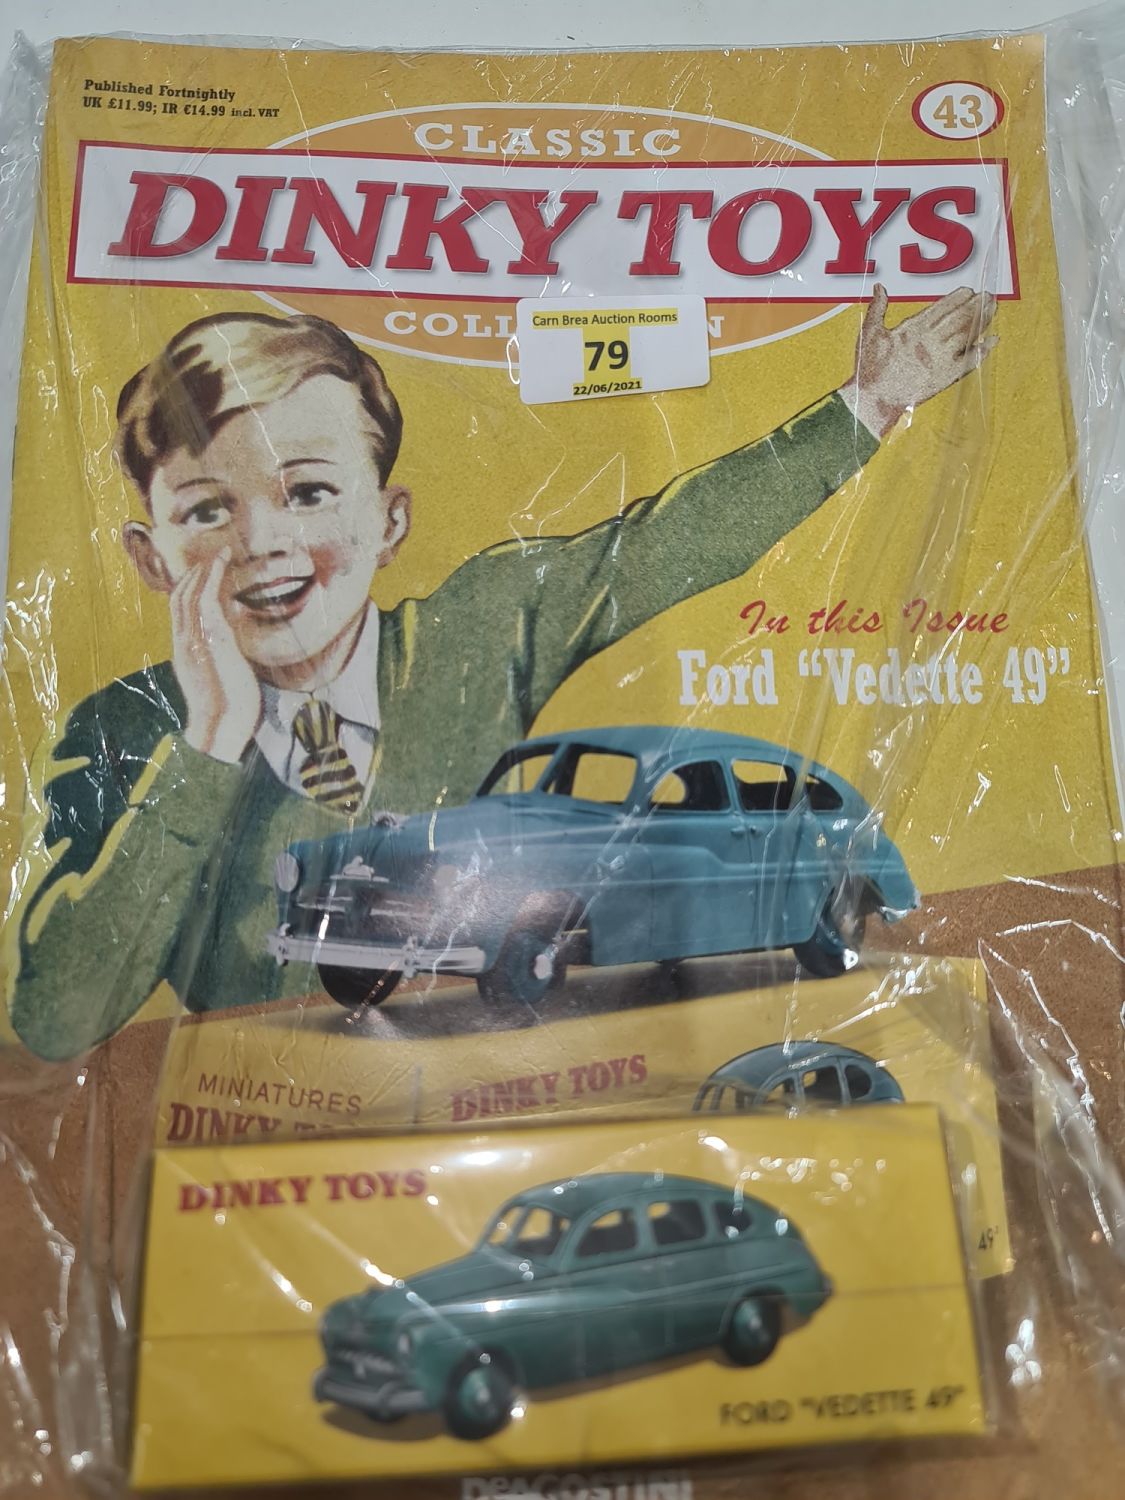 Published Fortnightly
UK £11.99; IR €14.99 incl. VAT
43
CLASSIC
DINKY TOYS
Carn Brea Auction Rooms
79
22/06/2021
In this Issue
Ford “Vedette 49”
MINIATURES
DINKY
DINKY TOYS
49"
DINKY TOYS
FORD "VEDETTE 49"
DeAGOSTINI